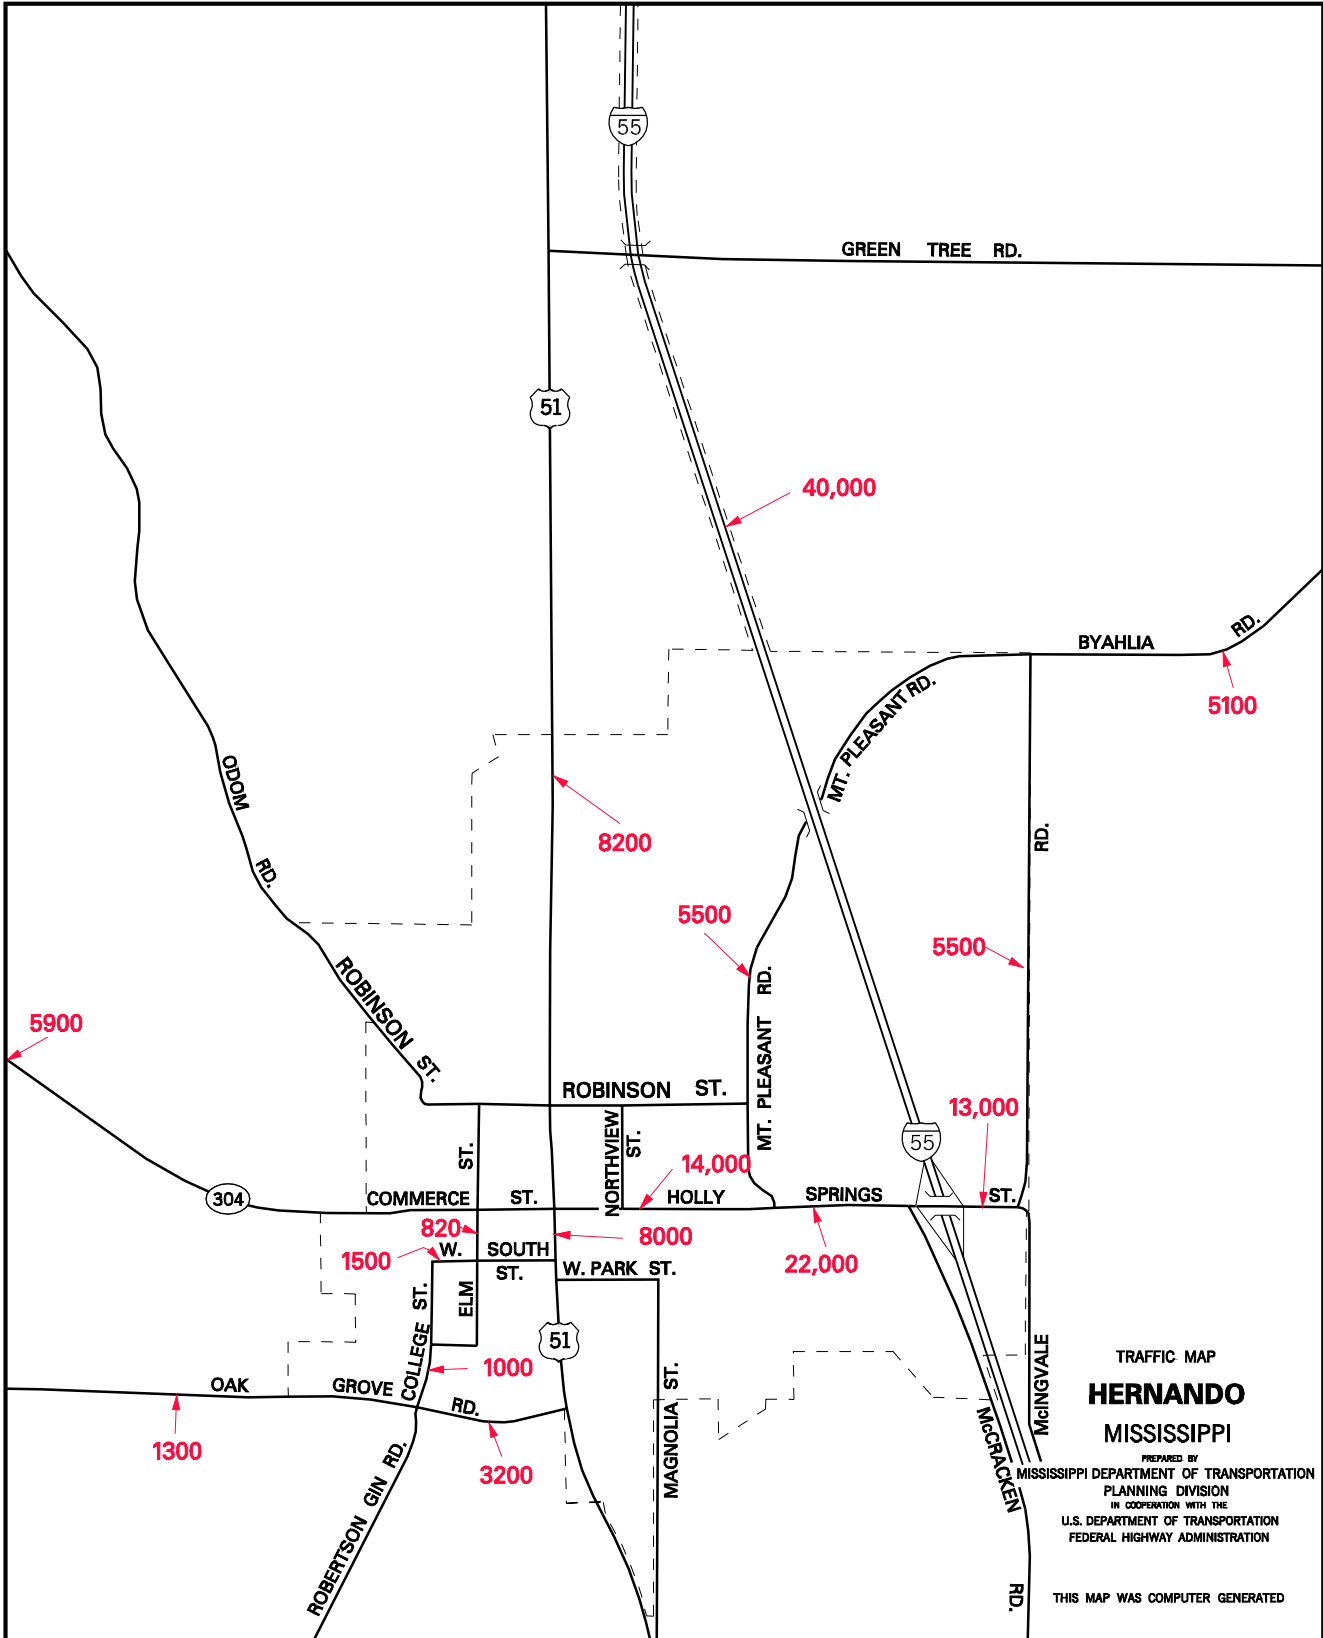 55
GREEN TREE RD.
51
40,000
BYAHLIA RD.
5100
MT. PLEASANT RD.
ODOM RD.
8200
RD.
5500
5500
ROBINSON ST.
5900
ROBINSON ST.
MT. PLEASANT RD.
NORTHVIEW ST.
13,000
55
14,000
304
COMMERCE ST.
HOLLY SPRINGS ST.
ELM ST.
820
8000
1500
W. SOUTH ST.
W. PARK ST.
22,000
COLLEGE ST.
51
1000
OAK GROVE RD.
1300
3200
MAGNOLIA ST.
McINGVALE
McCRACKEN RD.
ROBERTSON GIN RD.
TRAFFIC MAP
HERNANDO
MISSISSIPPI
PREPARED BY
MISSISSIPPI DEPARTMENT OF TRANSPORTATION
PLANNING DIVISION
IN COOPERATION WITH THE
U.S. DEPARTMENT OF TRANSPORTATION
FEDERAL HIGHWAY ADMINISTRATION
THIS MAP WAS COMPUTER GENERATED